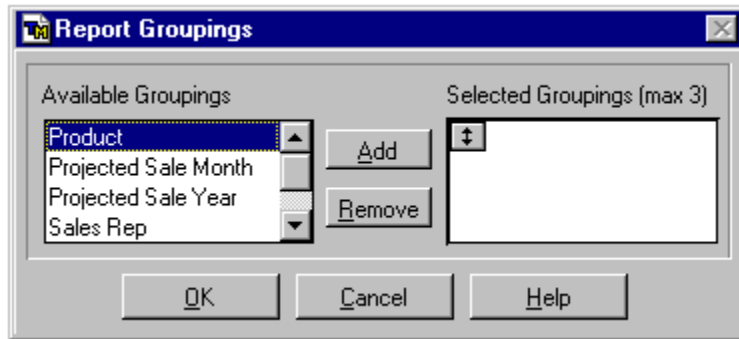 TM Report Groupings
Available Groupings
Selected Groupings (max 3)
Product
Projected Sale Month
Projected Sale Year
Sales Rep
Add
Remove
OK
Cancel
Help